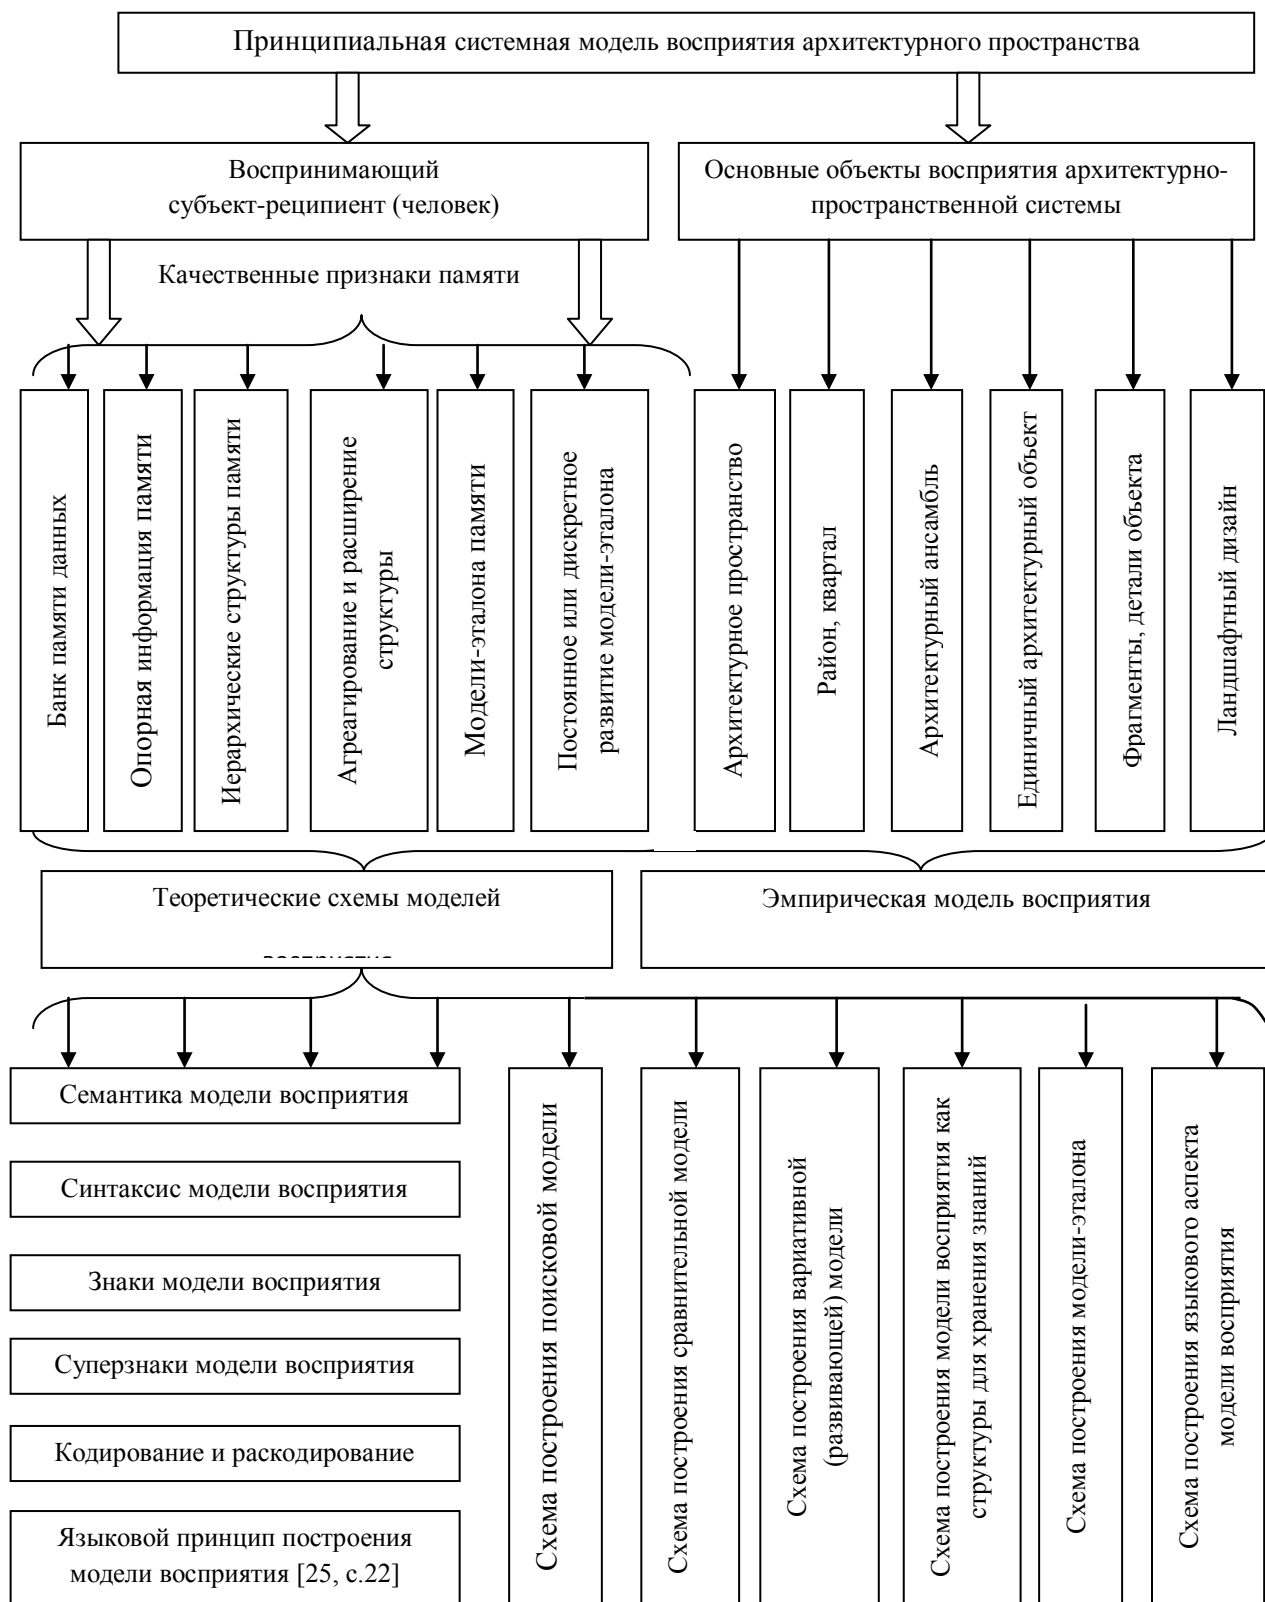 Принципиальная системная модель восприятия архитектурного пространства
Воспринимающий
субъект-реципиент (человек)
Основные объекты восприятия архитектурно-
пространственной системы
Качественные признаки памяти
Банк памяти данных
Опорная информация памяти
Иерархические структуры памяти
Агреагирование и расширение
структуры
Модели-эталона памяти
Постоянное или дискретное
развитие модели-эталона
Архитектурное пространство
Район, квартал
Архитектурный ансамбль
Единичный архитектурный объект
Фрагменты, детали объекта
Ландшафтный дизайн
Теоретические схемы моделей
Эмпирическая модель восприятия
Семантика модели восприятия
Синтаксис модели восприятия
Знаки модели восприятия
Суперзнаки модели восприятия
Кодирование и раскодирование
Языковой принцип построения
модели восприятия [25, с.22]
Схема построения поисковой модели
Схема построения сравнительной модели
Схема построения вариативной
(развивающей) модели
Схема построения модели восприятия как
структуры для хранения знаний
Схема построения модели-эталона
Схема построения языкового аспекта
модели восприятия